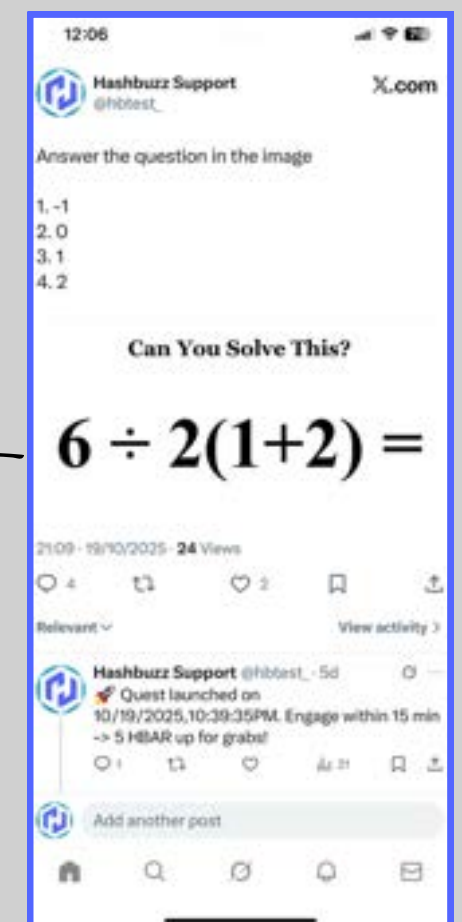 12:06
Hashbuzz Support
@hbtest_
X.com
Answer the question in the image
1. -1
2. 0
3. 1
4. 2
Can You Solve This?
6 ÷ 2(1+2) =
21:09 · 19/10/2025 · 24 Views
4 2
Relevant
View activity
Hashbuzz Support @hbtest_ · 5d
🚀 Quest launched on
10/19/2025,10:39:35PM. Engage within 15 min
-> 5 HBAR up for grabs!
1 21
Add another post